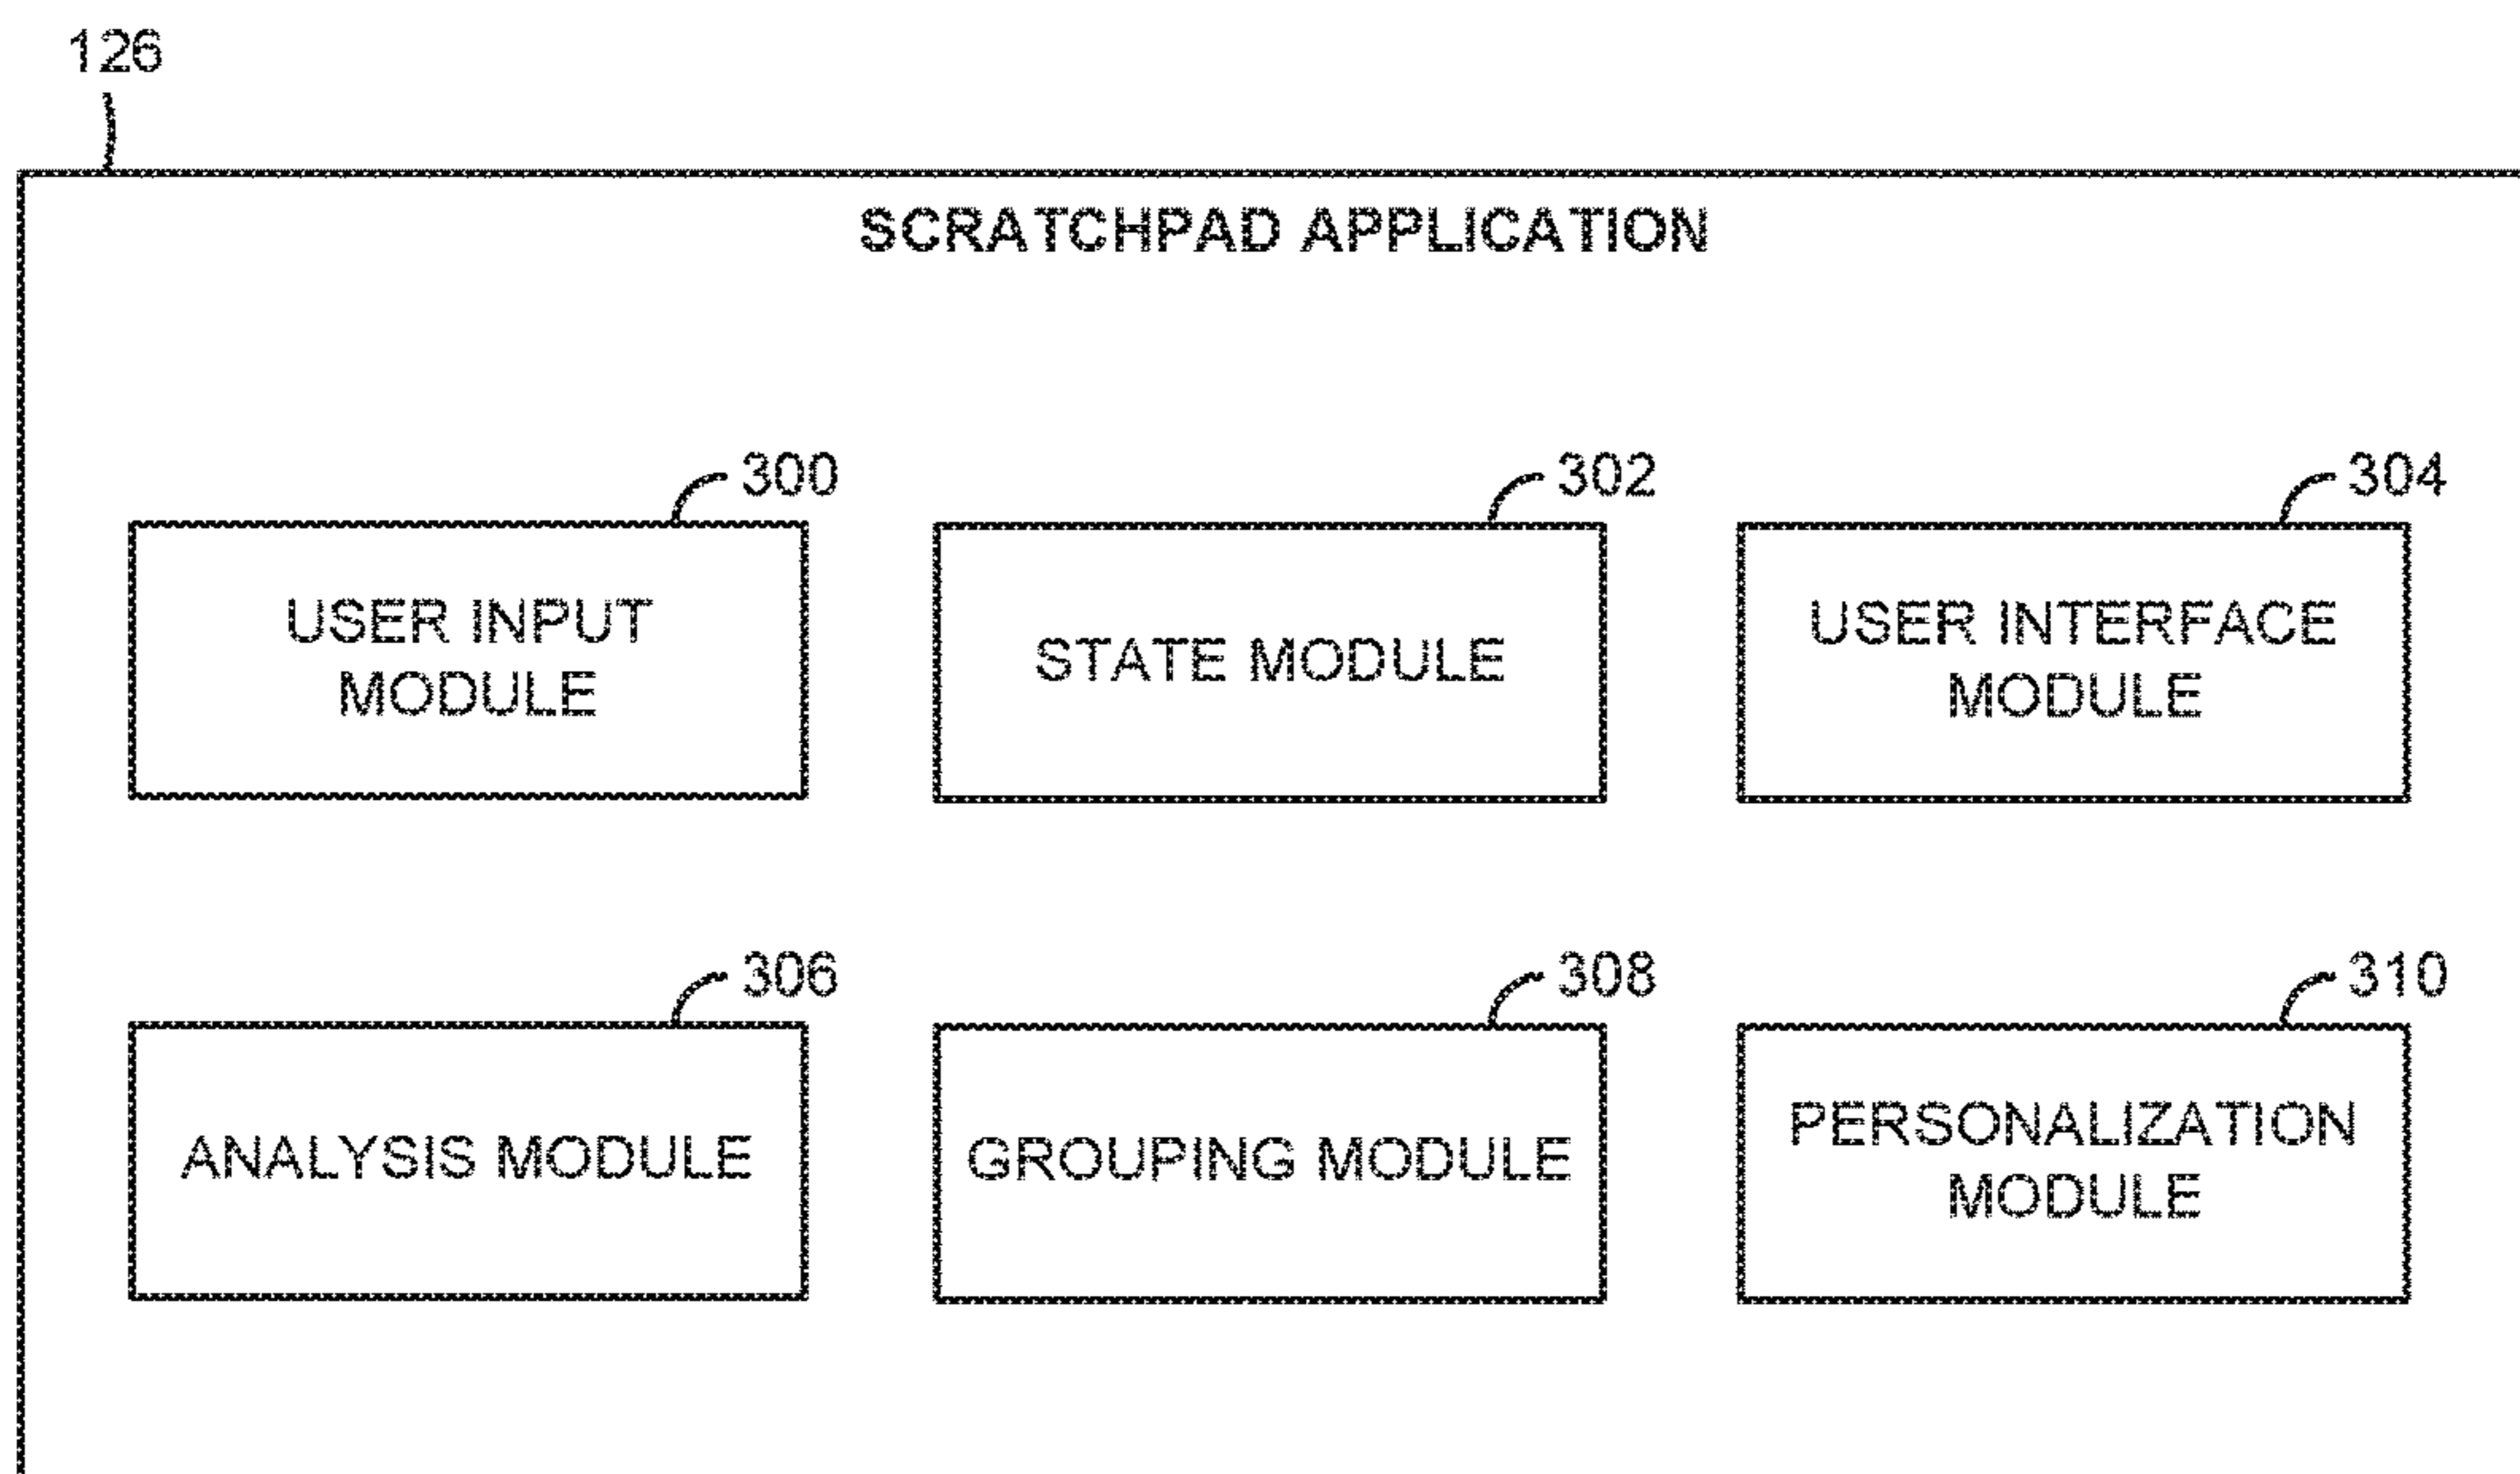 126
SCRATCHPAD APPLICATION
300
302
304
USER INPUT
MODULE
STATE MODULE
USER INTERFACE
MODULE
306
308
310
ANALYSIS MODULE
GROUPING MODULE
PERSONALIZATION
MODULE